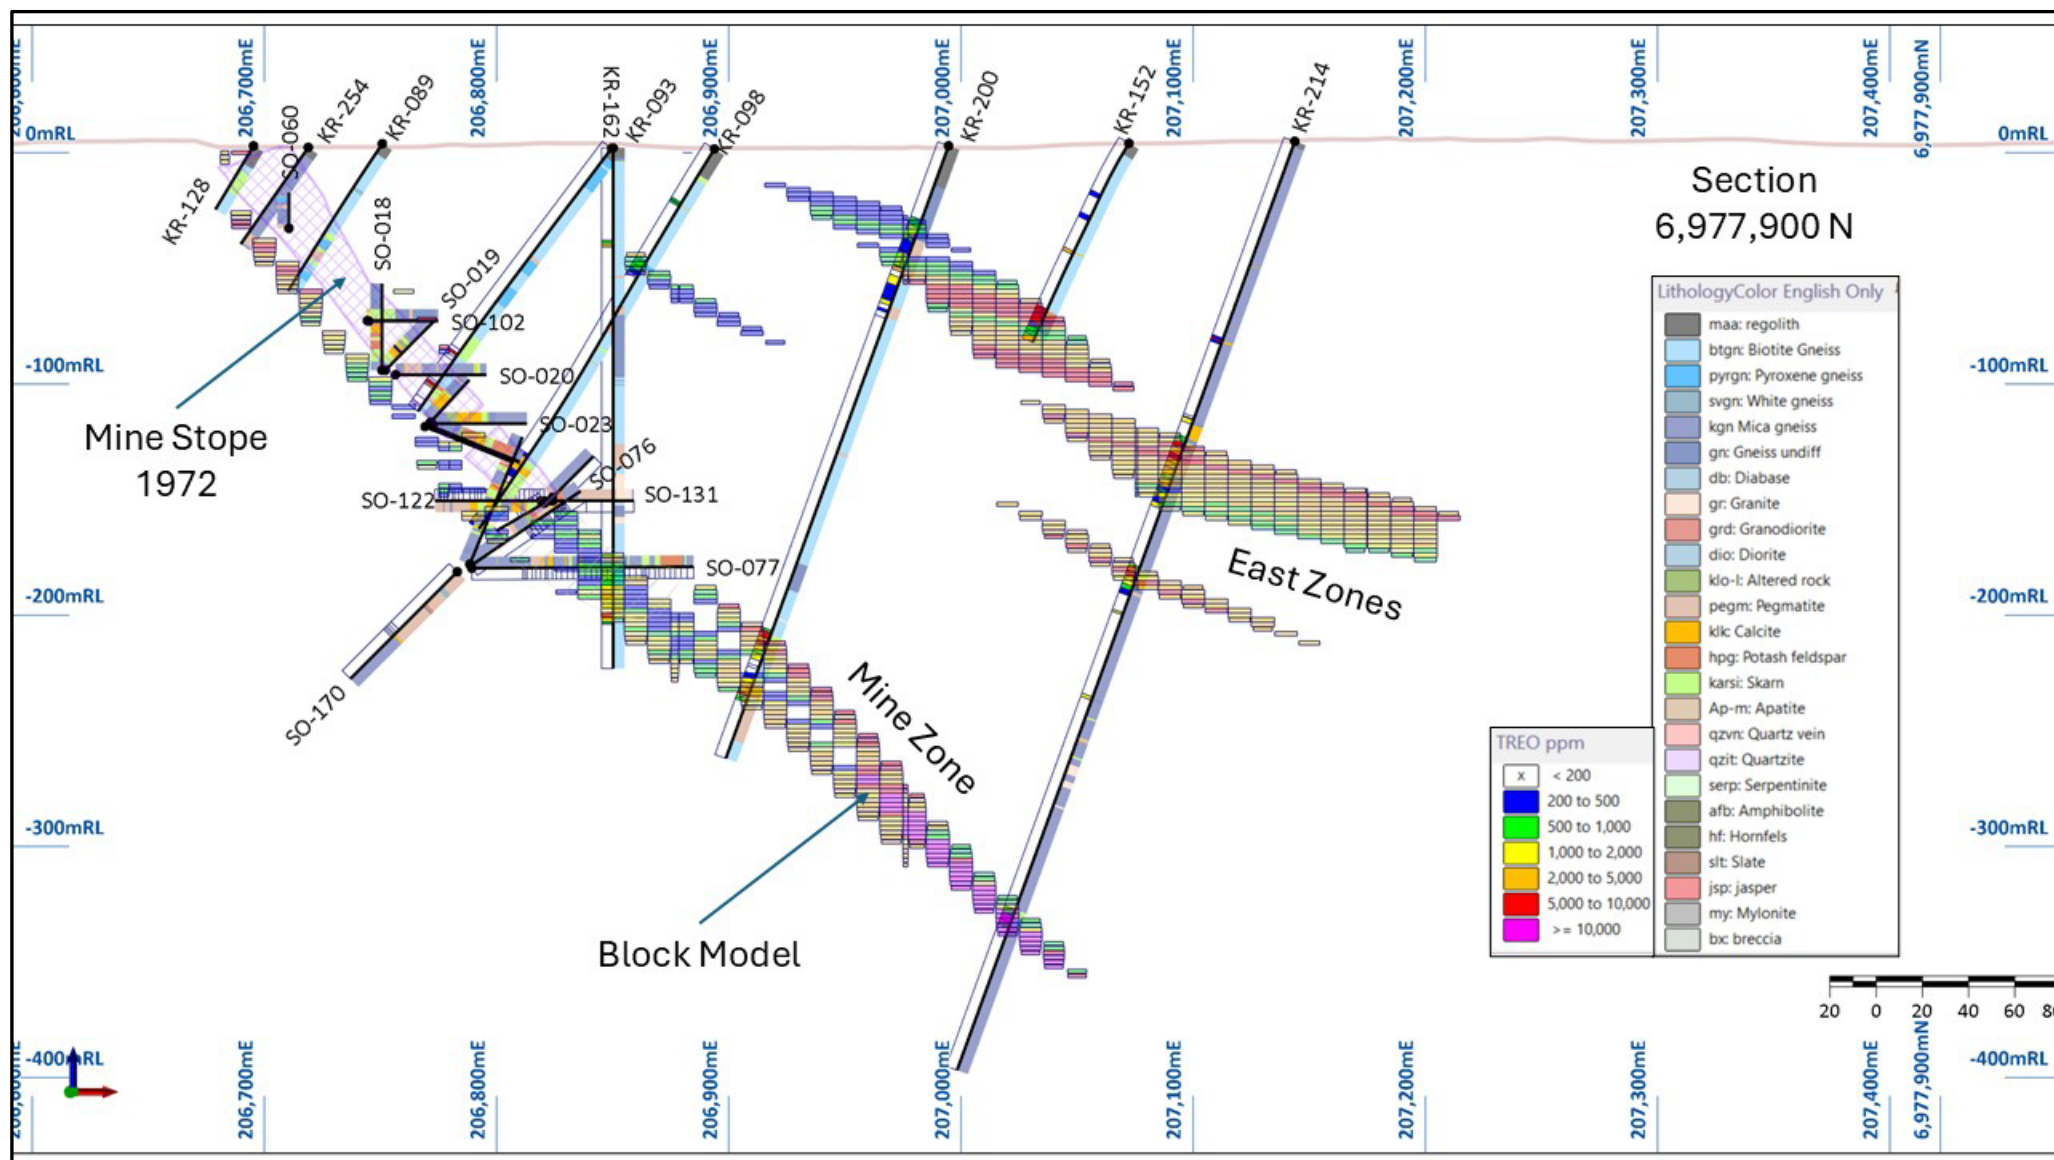 206,700mE
206,800mE
206,900mE
207,000mE
207,100mE
207,200mE
207,300mE
207,400mE
6,977,900mN
0mRL
0mRL
SO-060
KR-254
KR-089
KR-162
KR-093
KR-098
KR-200
KR-152
KR-214
KR-128
SO-018
SO-019
SO-102
SO-020
SO-023
SO-076
SO-122
SO-131
SO-077
SO-170
-100mRL
-100mRL
-200mRL
-200mRL
-300mRL
-300mRL
-400mRL
-400mRL
Mine Stope
1972
East Zones
Mine Zone
Block Model
Section
6,977,900 N
LithologyColor English Only
maa: regolith
btgn: Biotite Gneiss
pyrgn: Pyroxene gneiss
svgn: White gneiss
kgn Mica gneiss
gn: Gneiss undiff
db: Diabase
gr: Granite
grd: Granodiorite
dio: Diorite
klo-l: Altered rock
pegm: Pegmatite
klk: Calcite
hpg: Potash feldspar
karsi: Skarn
Ap-m: Apatite
qzvn: Quartz vein
qzit: Quartzite
serp: Serpentinite
afb: Amphibolite
hf: Hornfels
slt: Slate
jsp: jasper
my: Mylonite
bx: breccia
TREO ppm
x < 200
200 to 500
500 to 1,000
1,000 to 2,000
2,000 to 5,000
5,000 to 10,000
>= 10,000
20 0 20 40 60
206,700mE
206,800mE
206,900mE
207,000mE
207,100mE
207,200mE
207,300mE
207,400mE
6,977,900mN